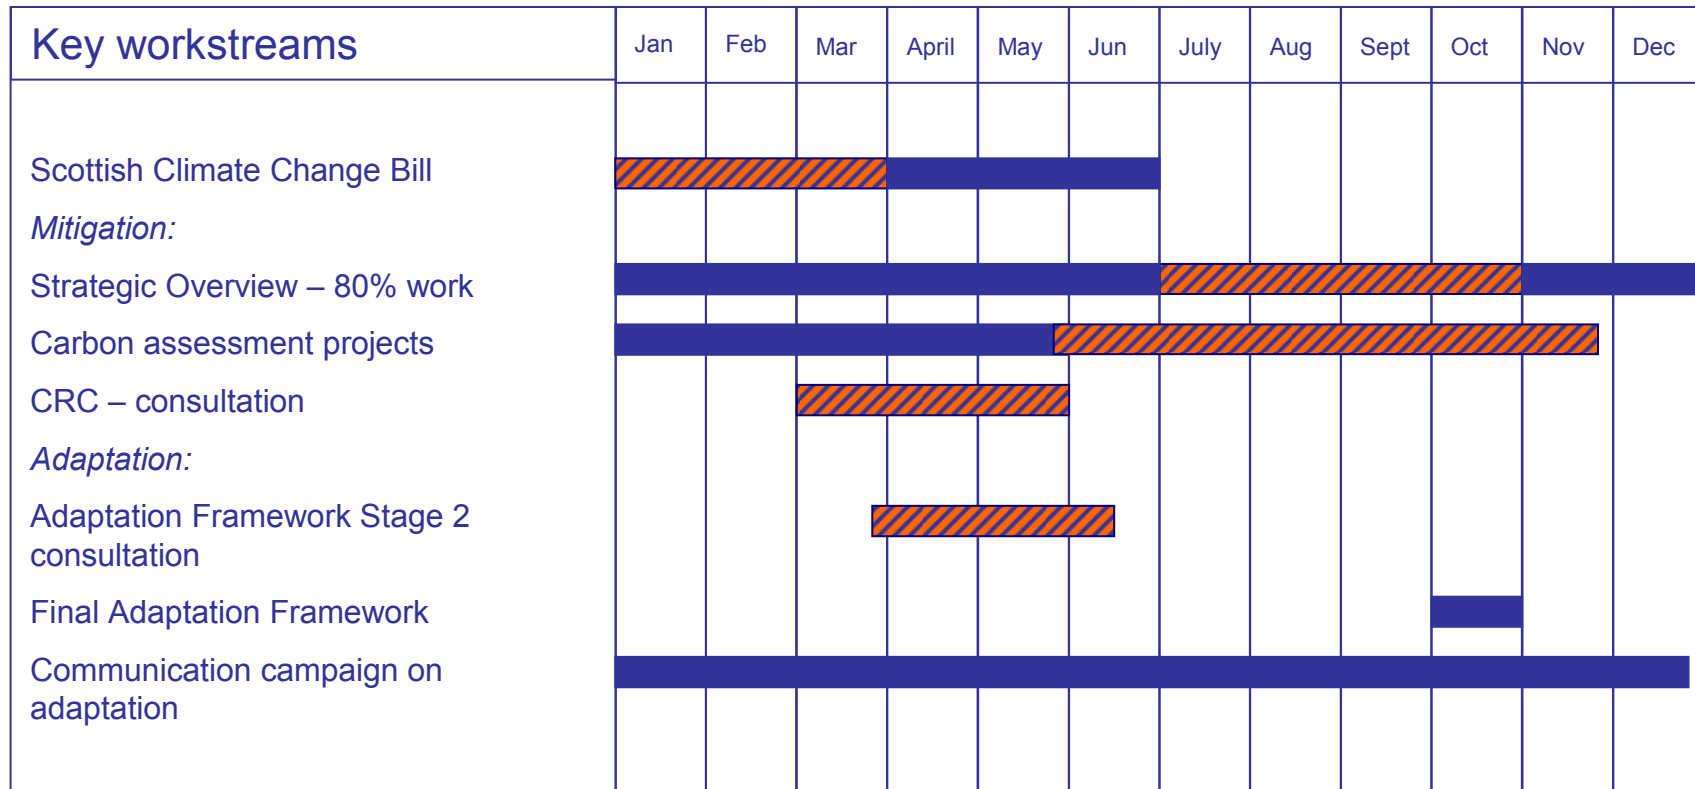 Key workstreams
Jan Feb Mar April May Jun July Aug Sept Oct Nov Dec
Scottish Climate Change Bill
Mitigation:
Strategic Overview – 80% work
Carbon assessment projects
CRC – consultation
Adaptation:
Adaptation Framework Stage 2
consultation
Final Adaptation Framework
Communication campaign on
adaptation